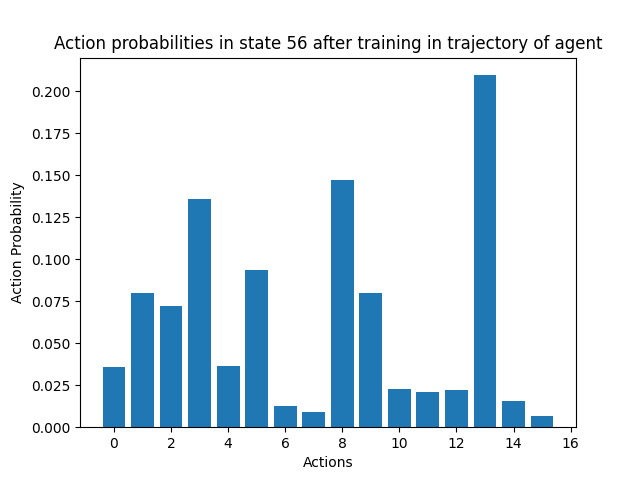 Action probabilities in state 56 after training in trajectory of agent
Action Probability
0.200
0.175
0.150
0.125
0.100
0.075
0.050
0.025
0.000
0 2 4 6 8 10 12 14 16
Actions